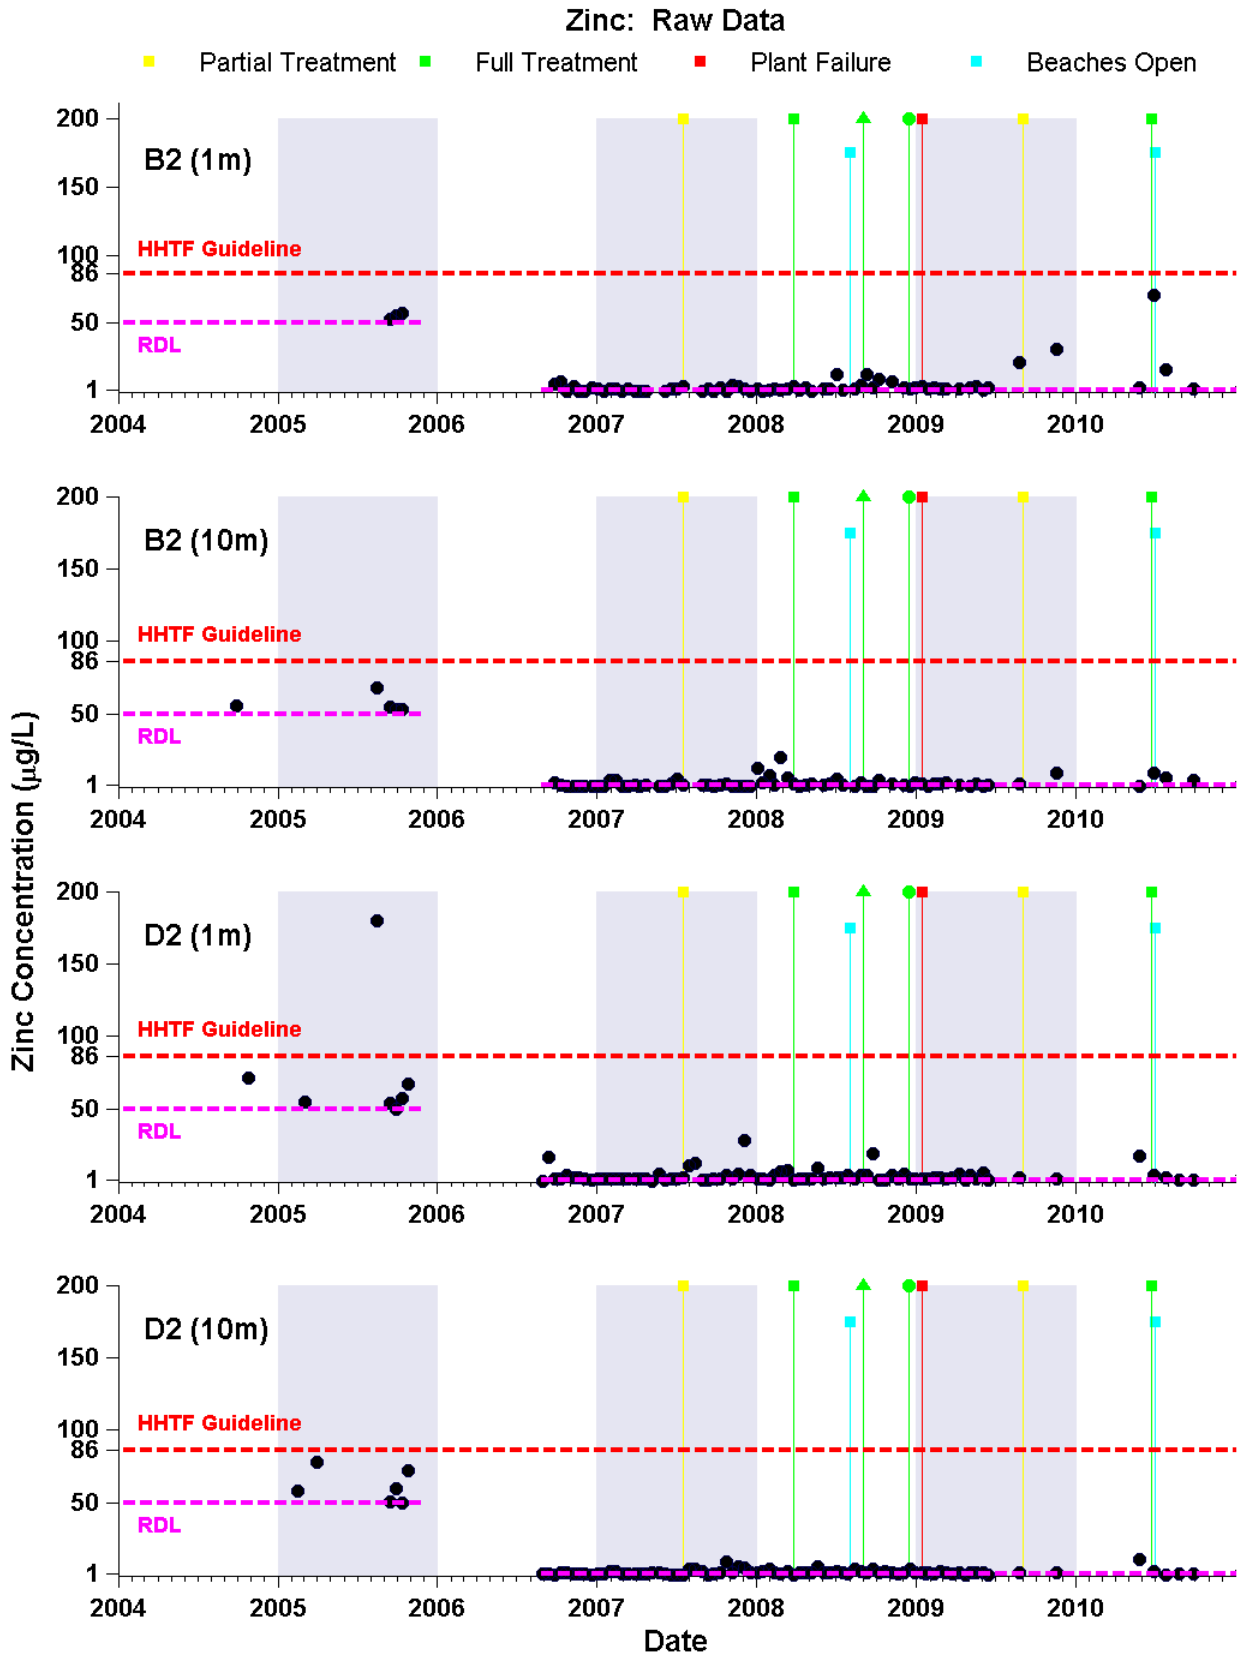 Zinc: Raw Data
Partial Treatment Full Treatment Plant Failure Beaches Open
Zinc Concentration (µg/L)
200
B2 (1m)
150
HHTF Guideline
100
86
50
RDL
1
2004 2005 2006 2007 2008 2009 2010
200
B2 (10m)
150
HHTF Guideline
100
86
50
RDL
1
2004 2005 2006 2007 2008 2009 2010
200
D2 (1m)
150
HHTF Guideline
100
86
50
RDL
1
2004 2005 2006 2007 2008 2009 2010
200
D2 (10m)
150
HHTF Guideline
100
86
50
RDL
1
2004 2005 2006 2007 2008 2009 2010
Date